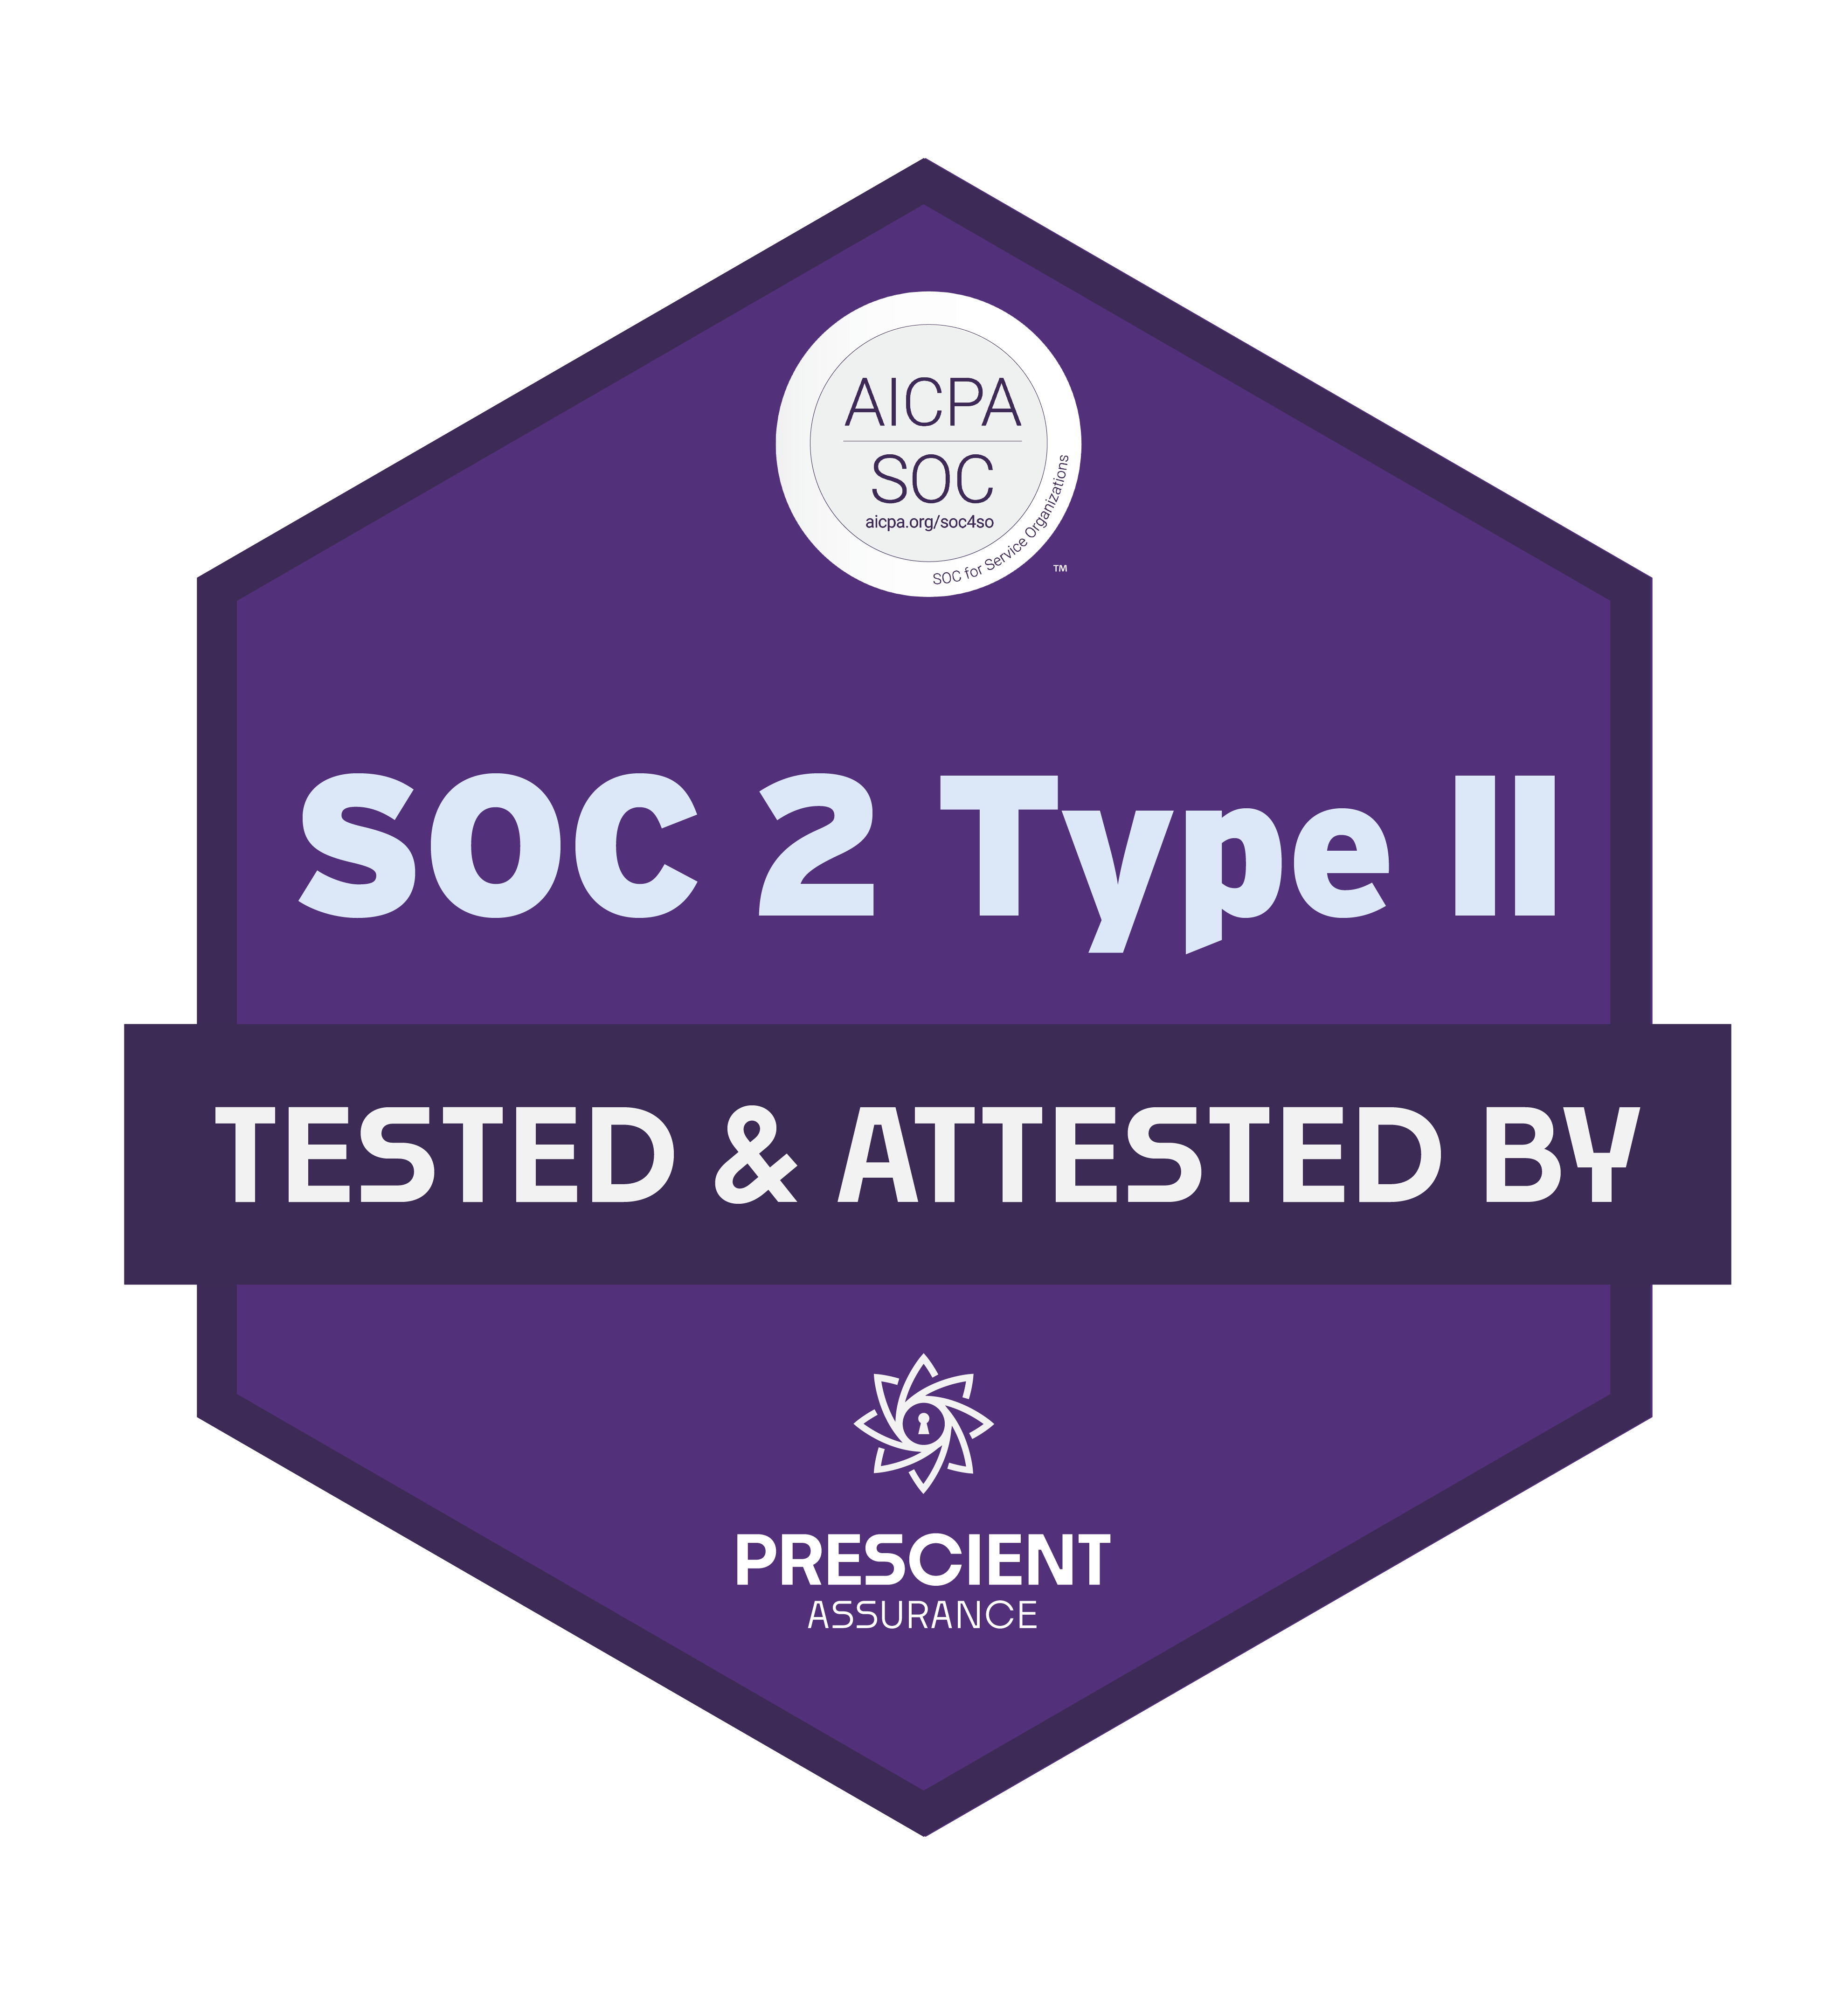 AICPA
SOC
aicpa.org/soc4so
SOC for Service Organizations
TM
SOC 2 Type II
TESTED & ATTESTED BY
PRESCIENT
ASSURANCE